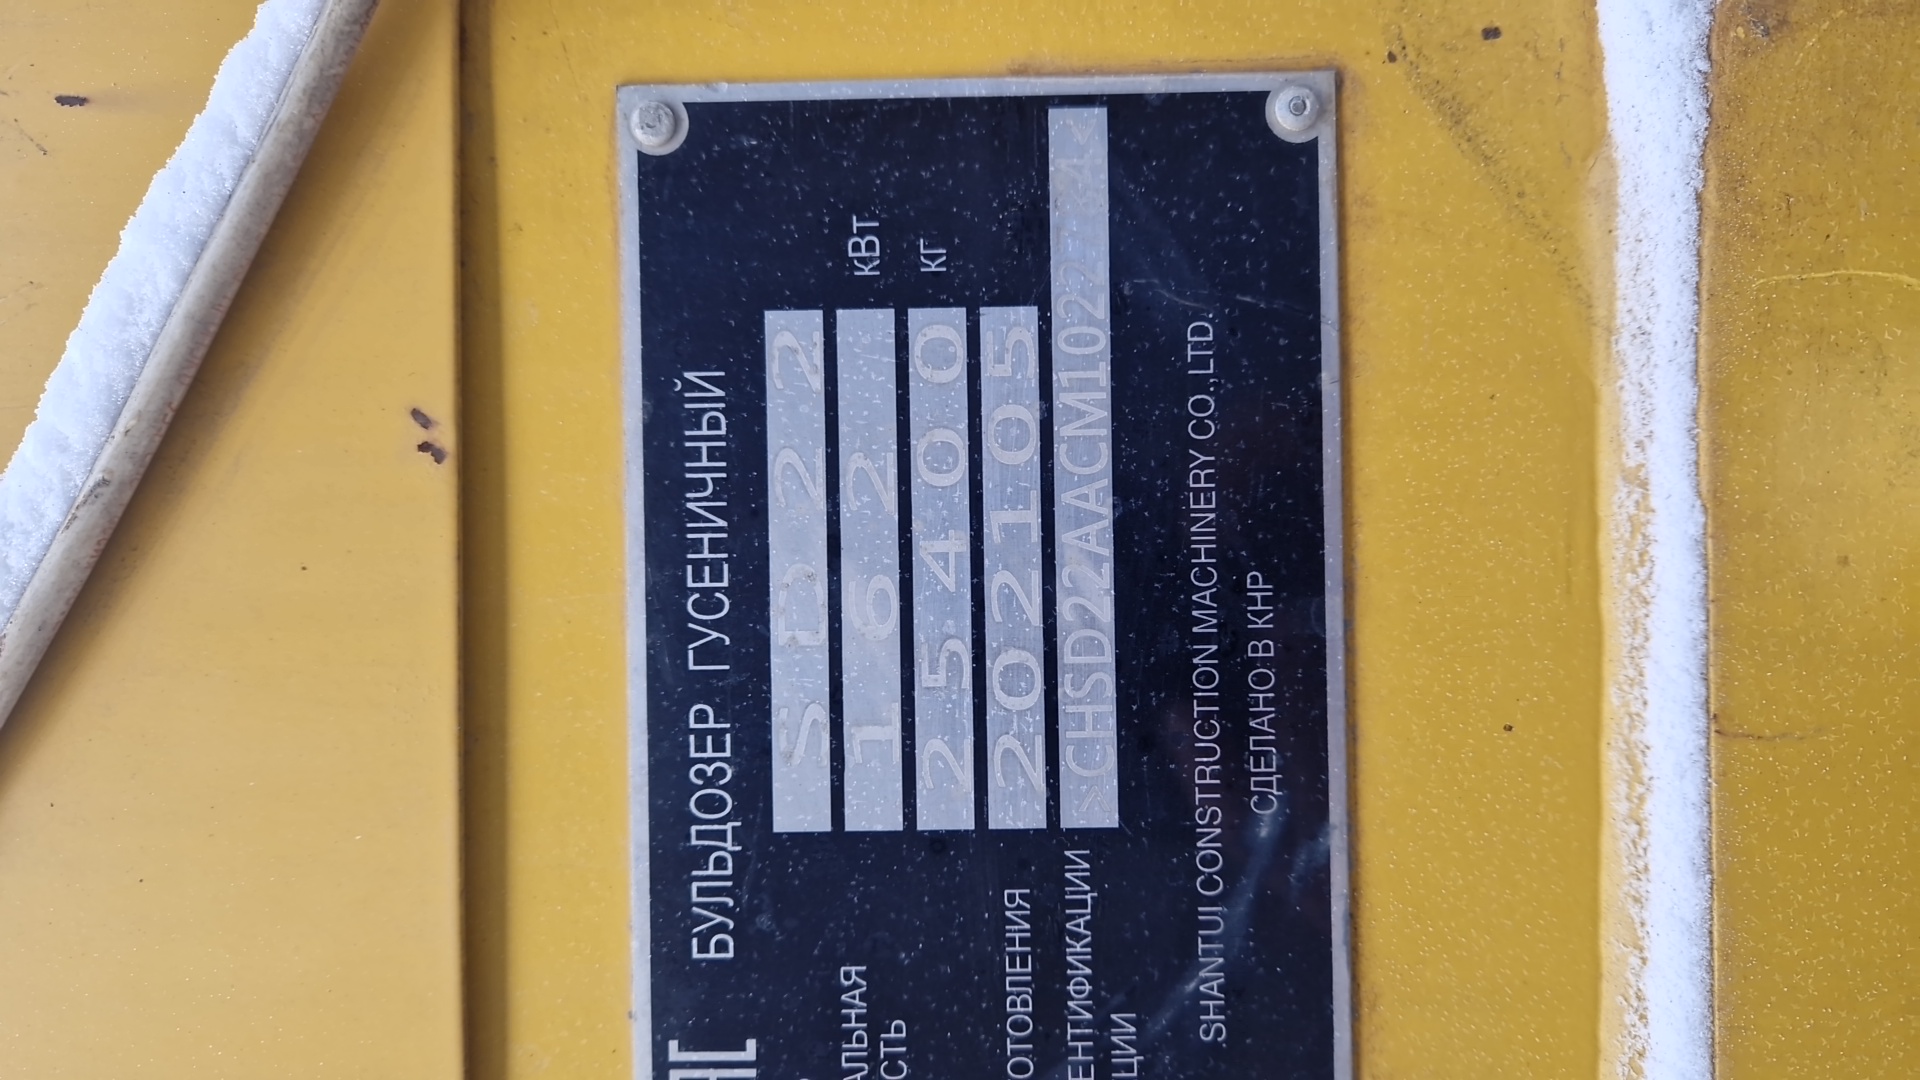 БУЛЬДОЗЕР ГУСЕНИЧНЫЙ
SD22
АЛЬНАЯ
СТЬ
162 кВт
25400 кг
ОТОВЛЕНИЯ 202105
ЕНТИФИКАЦИИ
ЦИИ
SHANTUI CONSTRUCTION MACHINERY CO.,LTD.
СДЕЛАНО В КНР